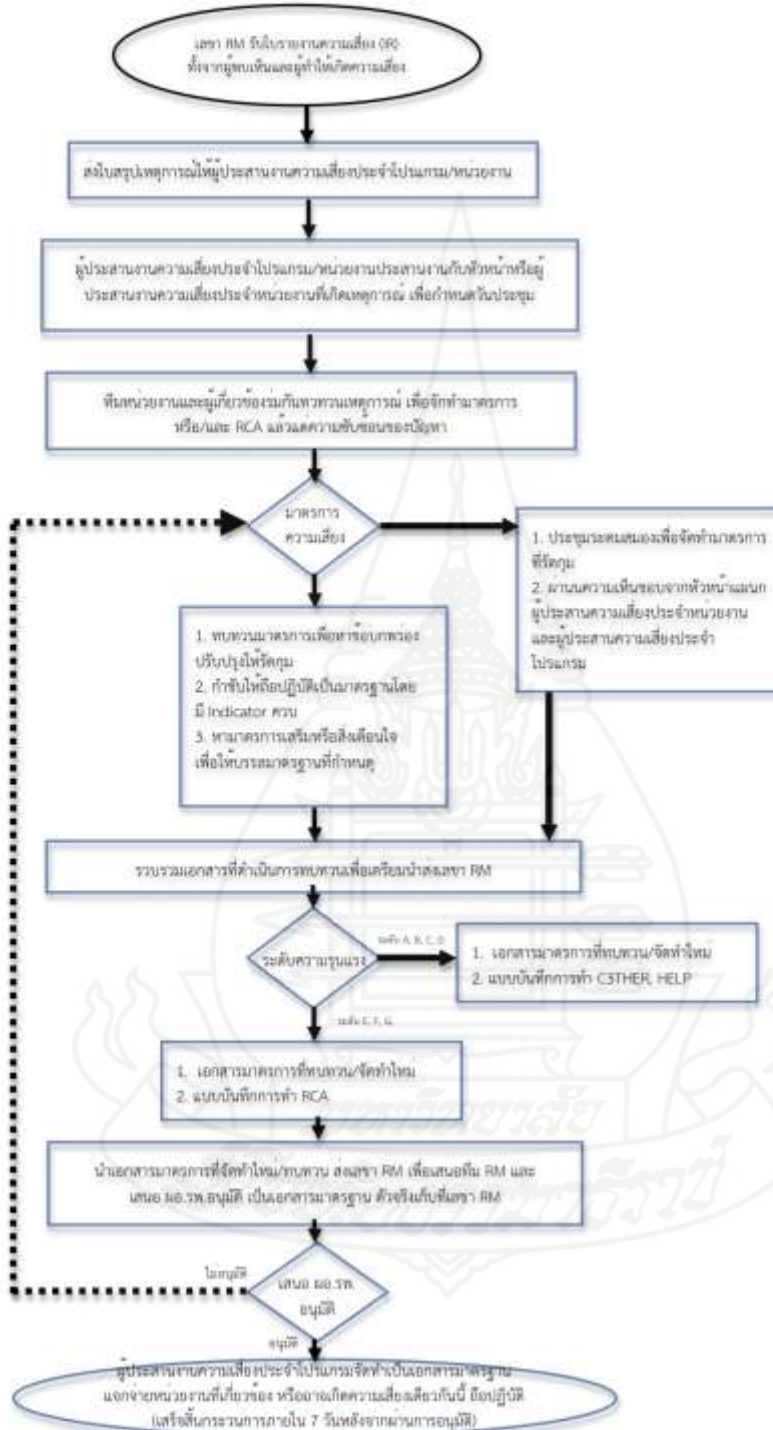 เลขา RM รับใบรายงานความเสี่ยง (IR)
ทั้งจากผู้พบเห็นและผู้ทำให้เกิดความเสี่ยง
ส่งใบสรุปเหตุการณ์ให้ผู้ประสานงานความเสี่ยงประจำโปรแกรม/หน่วยงาน
ผู้ประสานงานความเสี่ยงประจำโปรแกรม/หน่วยงานประสานงานกับหัวหน้าหรือผู้
ประสานงานความเสี่ยงประจำหน่วยงานที่เกิดเหตุการณ์ เพื่อกำหนดวันประชุม
ทีมหน่วยงานและผู้เกี่ยวข้องร่มกันทวทวนเหตุการณ์ เพื่อจัดทำมาตรการ
หรือ/และ RCA แล้วแตความซับซ้อนของปัญหา
มาตรการ
ความเสี่ยง
1. ประชุมระดมสมองเพื่อจัดทำมาตรการ
ที่รัดกุม
2. ผานนความเห็นชอบจากหัวหน้าแผนก
ผู้ประสานความเสี่ยงประจำหน่วยงาน
และผู้ประสานความเสี่ยงประจำ
โปรแกรม
1. ทบทวนมาตรการเพื่อหาข้อบกพร่อง
ปรับปรุงให้รัดกุม
2. กำชับให้ถือปฏิบัติเป็นมาตรฐานโดย
มี Indicator ควบ
3. หามาตรการเสริมหรือสิ่งเตือนใจ
เพื่อให้บรรลมาตรฐานที่กำหนด
รวบรวมเอกสารที่ดำเนินการทบทวนเพื่อเตรียมนำส่งเลขา RM
ระดับความรุนแรง
ระดับ A, B, C, D
1. เอกสารมาตรการที่ทบทวน/จัดทำใหม่
2. แบบบันทึกการทำ C3THER, HELP
ระดับ E, F, G,
1. เอกสารมาตรการที่ทบทวน/จัดทำใหม่
2. แบบบันทึกการทำ RCA
นำเอกสารมาตรการที่จัดทำใหม่/ทบทวน ส่งเลขา RM เพื่อเสนอทีม RM และ
เสนอ ผอ.รพ.อนุมัติ เป็นเอกสารมาตรฐาน ตัวจริงเก็บที่เลขา RM
ไม่อนุมัติ
เสนอ ผอ.รพ.
อนุมัติ
อนุมัติ
ผู้ประสานงานความเสี่ยงประจำโปรแกรมจัดทำเป็นเอกสารมาตรฐาน
แจกจ่ายหน่วยงานที่เกี่ยวข้อง หรืออาจเกิดความเสี่ยงเดียวกันนี้ ถือปฏิบัติ
(เสร็จสิ้นกระวนการภายใน 7 วันหลังจากผ่านการอนุมัติ)